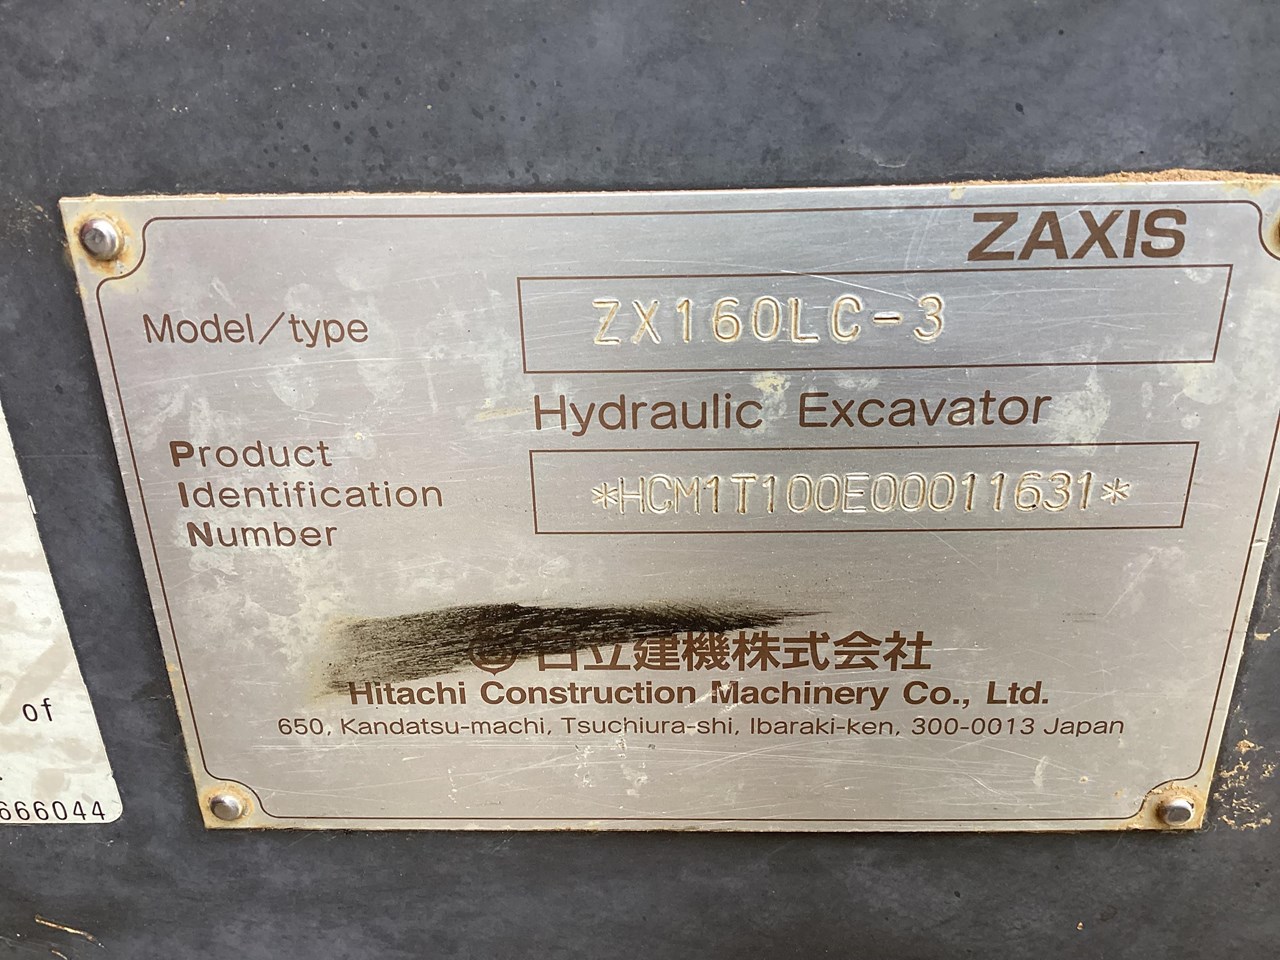 ZAXIS
Model/type
ZX160LC-3
Hydraulic Excavator
Product
Identification
Number
*HCM1T100E00011631*
日立建機株式会社
Hitachi Construction Machinery Co., Ltd.
650, Kandatsu-machi, Tsuchiura-shi, Ibaraki-ken, 300-0013 Japan
of
666044